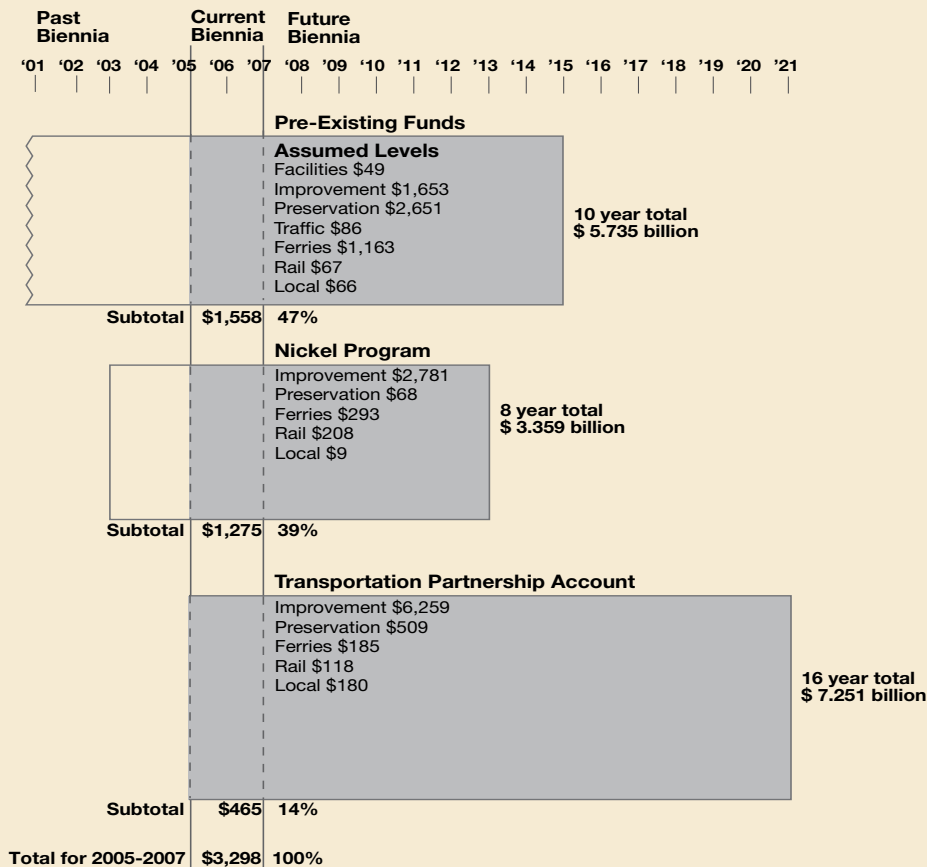 Past Biennia
Current Biennia
Future Biennia
‘01 ‘02 ‘03 ‘04 ‘05 ‘06 ‘07 ’08 ’09 ’10 ’11 ’12 ’13 ’14 ’15 ’16 ’17 ’18 ’19 ’20 ’21
Pre-Existing Funds
Assumed Levels
Facilities $49
Improvement $1,653
Preservation $2,651
Traffic $86
Ferries $1,163
Rail $67
Local $66
10 year total
$ 5.735 billion
Subtotal $1,558 47%
Nickel Program
Improvement $2,781
Preservation $68
Ferries $293
Rail $208
Local $9
8 year total
$ 3.359 billion
Subtotal $1,275 39%
Transportation Partnership Account
Improvement $6,259
Preservation $509
Ferries $185
Rail $118
Local $180
16 year total
$ 7.251 billion
Subtotal $465 14%
Total for 2005-2007 $3,298 100%